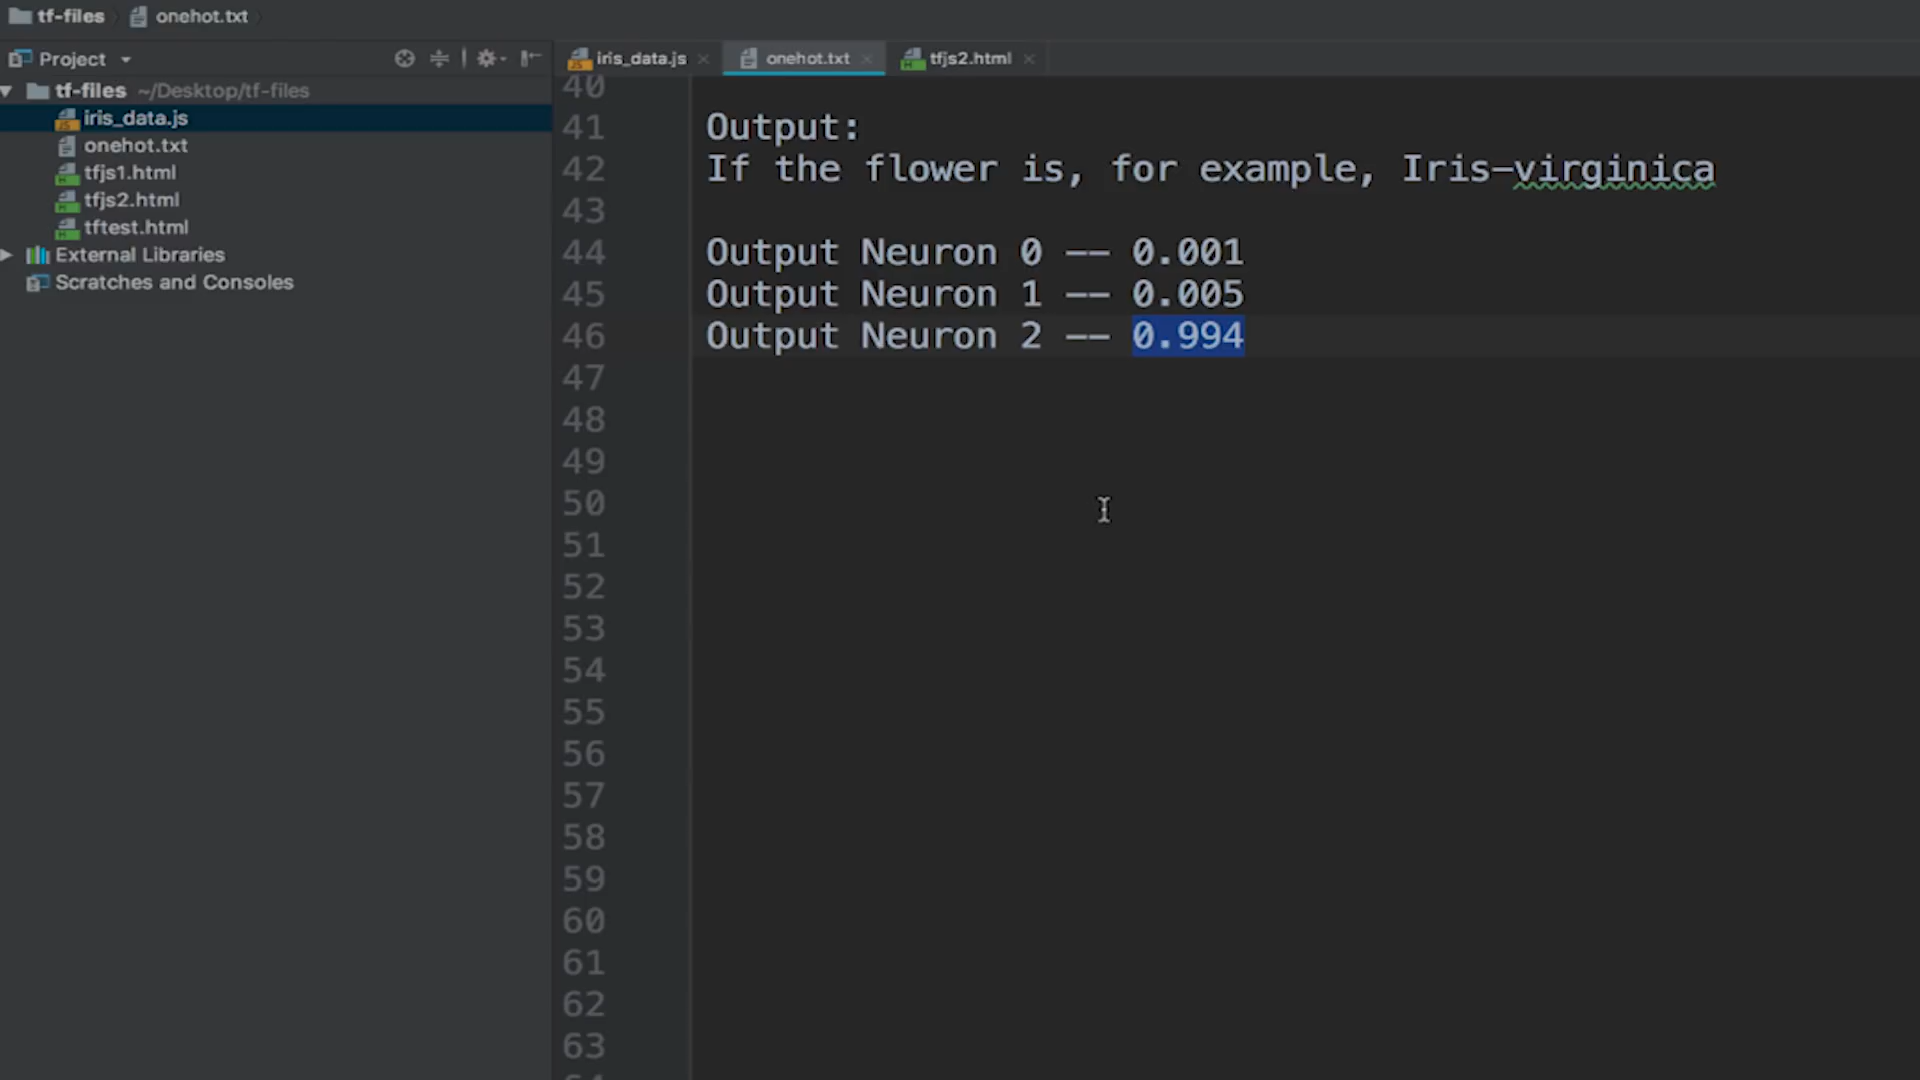 tf-files onehot.txt
Project
iris_data.js onehot.txt tfjs2.html
tf-files ~/Desktop/tf-files
iris_data.js
onehot.txt
tfjs1.html
tfjs2.html
tftest.html
External Libraries
Scratches and Consoles
40
41 Output:
42 If the flower is, for example, Iris-virginica
43
44 Output Neuron 0 -- 0.001
45 Output Neuron 1 -- 0.005
46 Output Neuron 2 -- 0.994
47
48
49
50
51
52
53
54
55
56
57
58
59
60
61
62
63